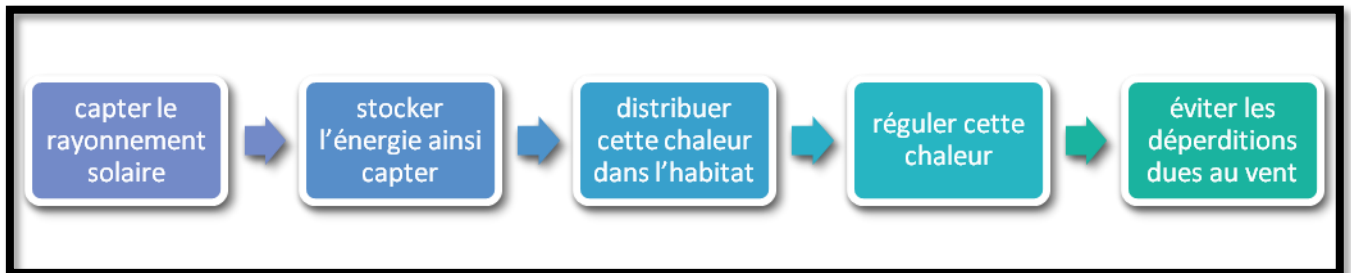 capter le
rayonnement
solaire
stocker
l'énergie ainsi
capter
distribuer
cette chaleur
dans l'habitat
réguler cette
chaleur
éviter les
déperditions
dues au vent